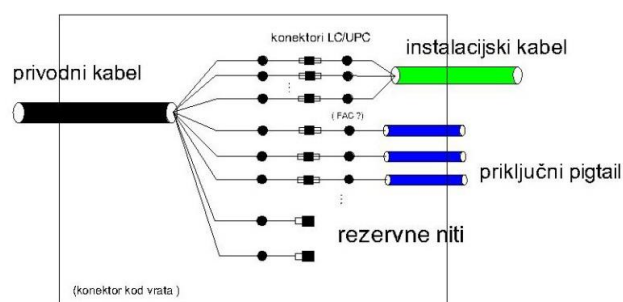 konektori LC/UPC
instalacijski kabel
privodni kabel
( FAC ?)
priključni pigtail
rezervne niti
(konektor kod vrata )